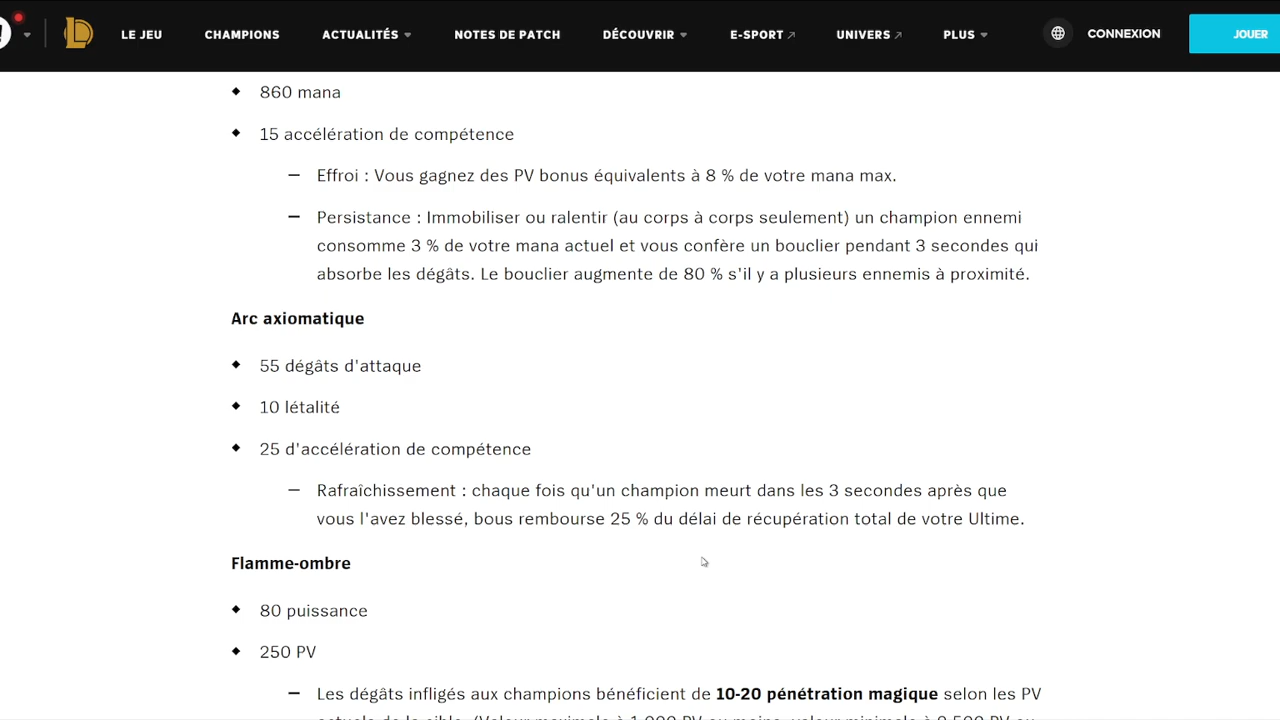 LE JEU CHAMPIONS ACTUALITÉS NOTES DE PATCH DÉCOUVRIR E-SPORT UNIVERS PLUS CONNEXION JOUER
860 mana
15 accélération de compétence
Effroi : Vous gagnez des PV bonus équivalents à 8 % de votre mana max.
Persistance : Immobiliser ou ralentir (au corps à corps seulement) un champion ennemi
consomme 3 % de votre mana actuel et vous confère un bouclier pendant 3 secondes qui
absorbe les dégâts. Le bouclier augmente de 80 % s'il y a plusieurs ennemis à proximité.
Arc axiomatique
55 dégâts d'attaque
10 létalité
25 d'accélération de compétence
Rafraîchissement : chaque fois qu'un champion meurt dans les 3 secondes après que
vous l'avez blessé, bous rembourse 25 % du délai de récupération total de votre Ultime.
Flamme-ombre
80 puissance
250 PV
Les dégâts infligés aux champions bénéficient de 10-20 pénétration magique selon les PV